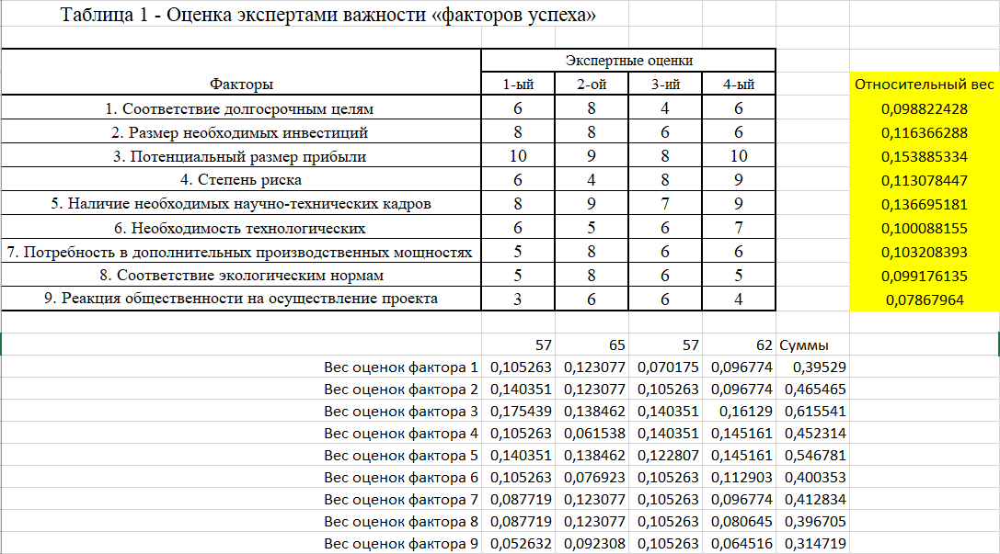 Таблица 1 - Оценка экспертами важности «факторов успеха»
Экспертные оценки
Факторы 1-ый 2-ой 3-ий 4-ый Относительный вес
1. Соответствие долгосрочным целям 6 8 4 6 0,098822428
2. Размер необходимых инвестиций 8 8 6 6 0,116366288
3. Потенциальный размер прибыли 10 9 8 10 0,153885334
4. Степень риска 6 4 8 9 0,113078447
5. Наличие необходимых научно-технических кадров 8 9 7 9 0,136695181
6. Необходимость технологических 6 5 6 7 0,100088155
7. Потребность в дополнительных производственных мощностях 5 8 6 6 0,103208393
8. Соответствие экологическим нормам 5 8 6 5 0,099176135
9. Реакция общественности на осуществление проекта 3 6 6 4 0,07867964
57 65 57 62 Суммы
Вес оценок фактора 1 0,105263 0,123077 0,070175 0,096774 0,39529
Вес оценок фактора 2 0,140351 0,123077 0,105263 0,096774 0,465465
Вес оценок фактора 3 0,175439 0,138462 0,140351 0,16129 0,615541
Вес оценок фактора 4 0,105263 0,061538 0,140351 0,145161 0,452314
Вес оценок фактора 5 0,140351 0,138462 0,122807 0,145161 0,546781
Вес оценок фактора 6 0,105263 0,076923 0,105263 0,112903 0,400353
Вес оценок фактора 7 0,087719 0,123077 0,105263 0,096774 0,412834
Вес оценок фактора 8 0,087719 0,123077 0,105263 0,080645 0,396705
Вес оценок фактора 9 0,052632 0,092308 0,105263 0,064516 0,314719